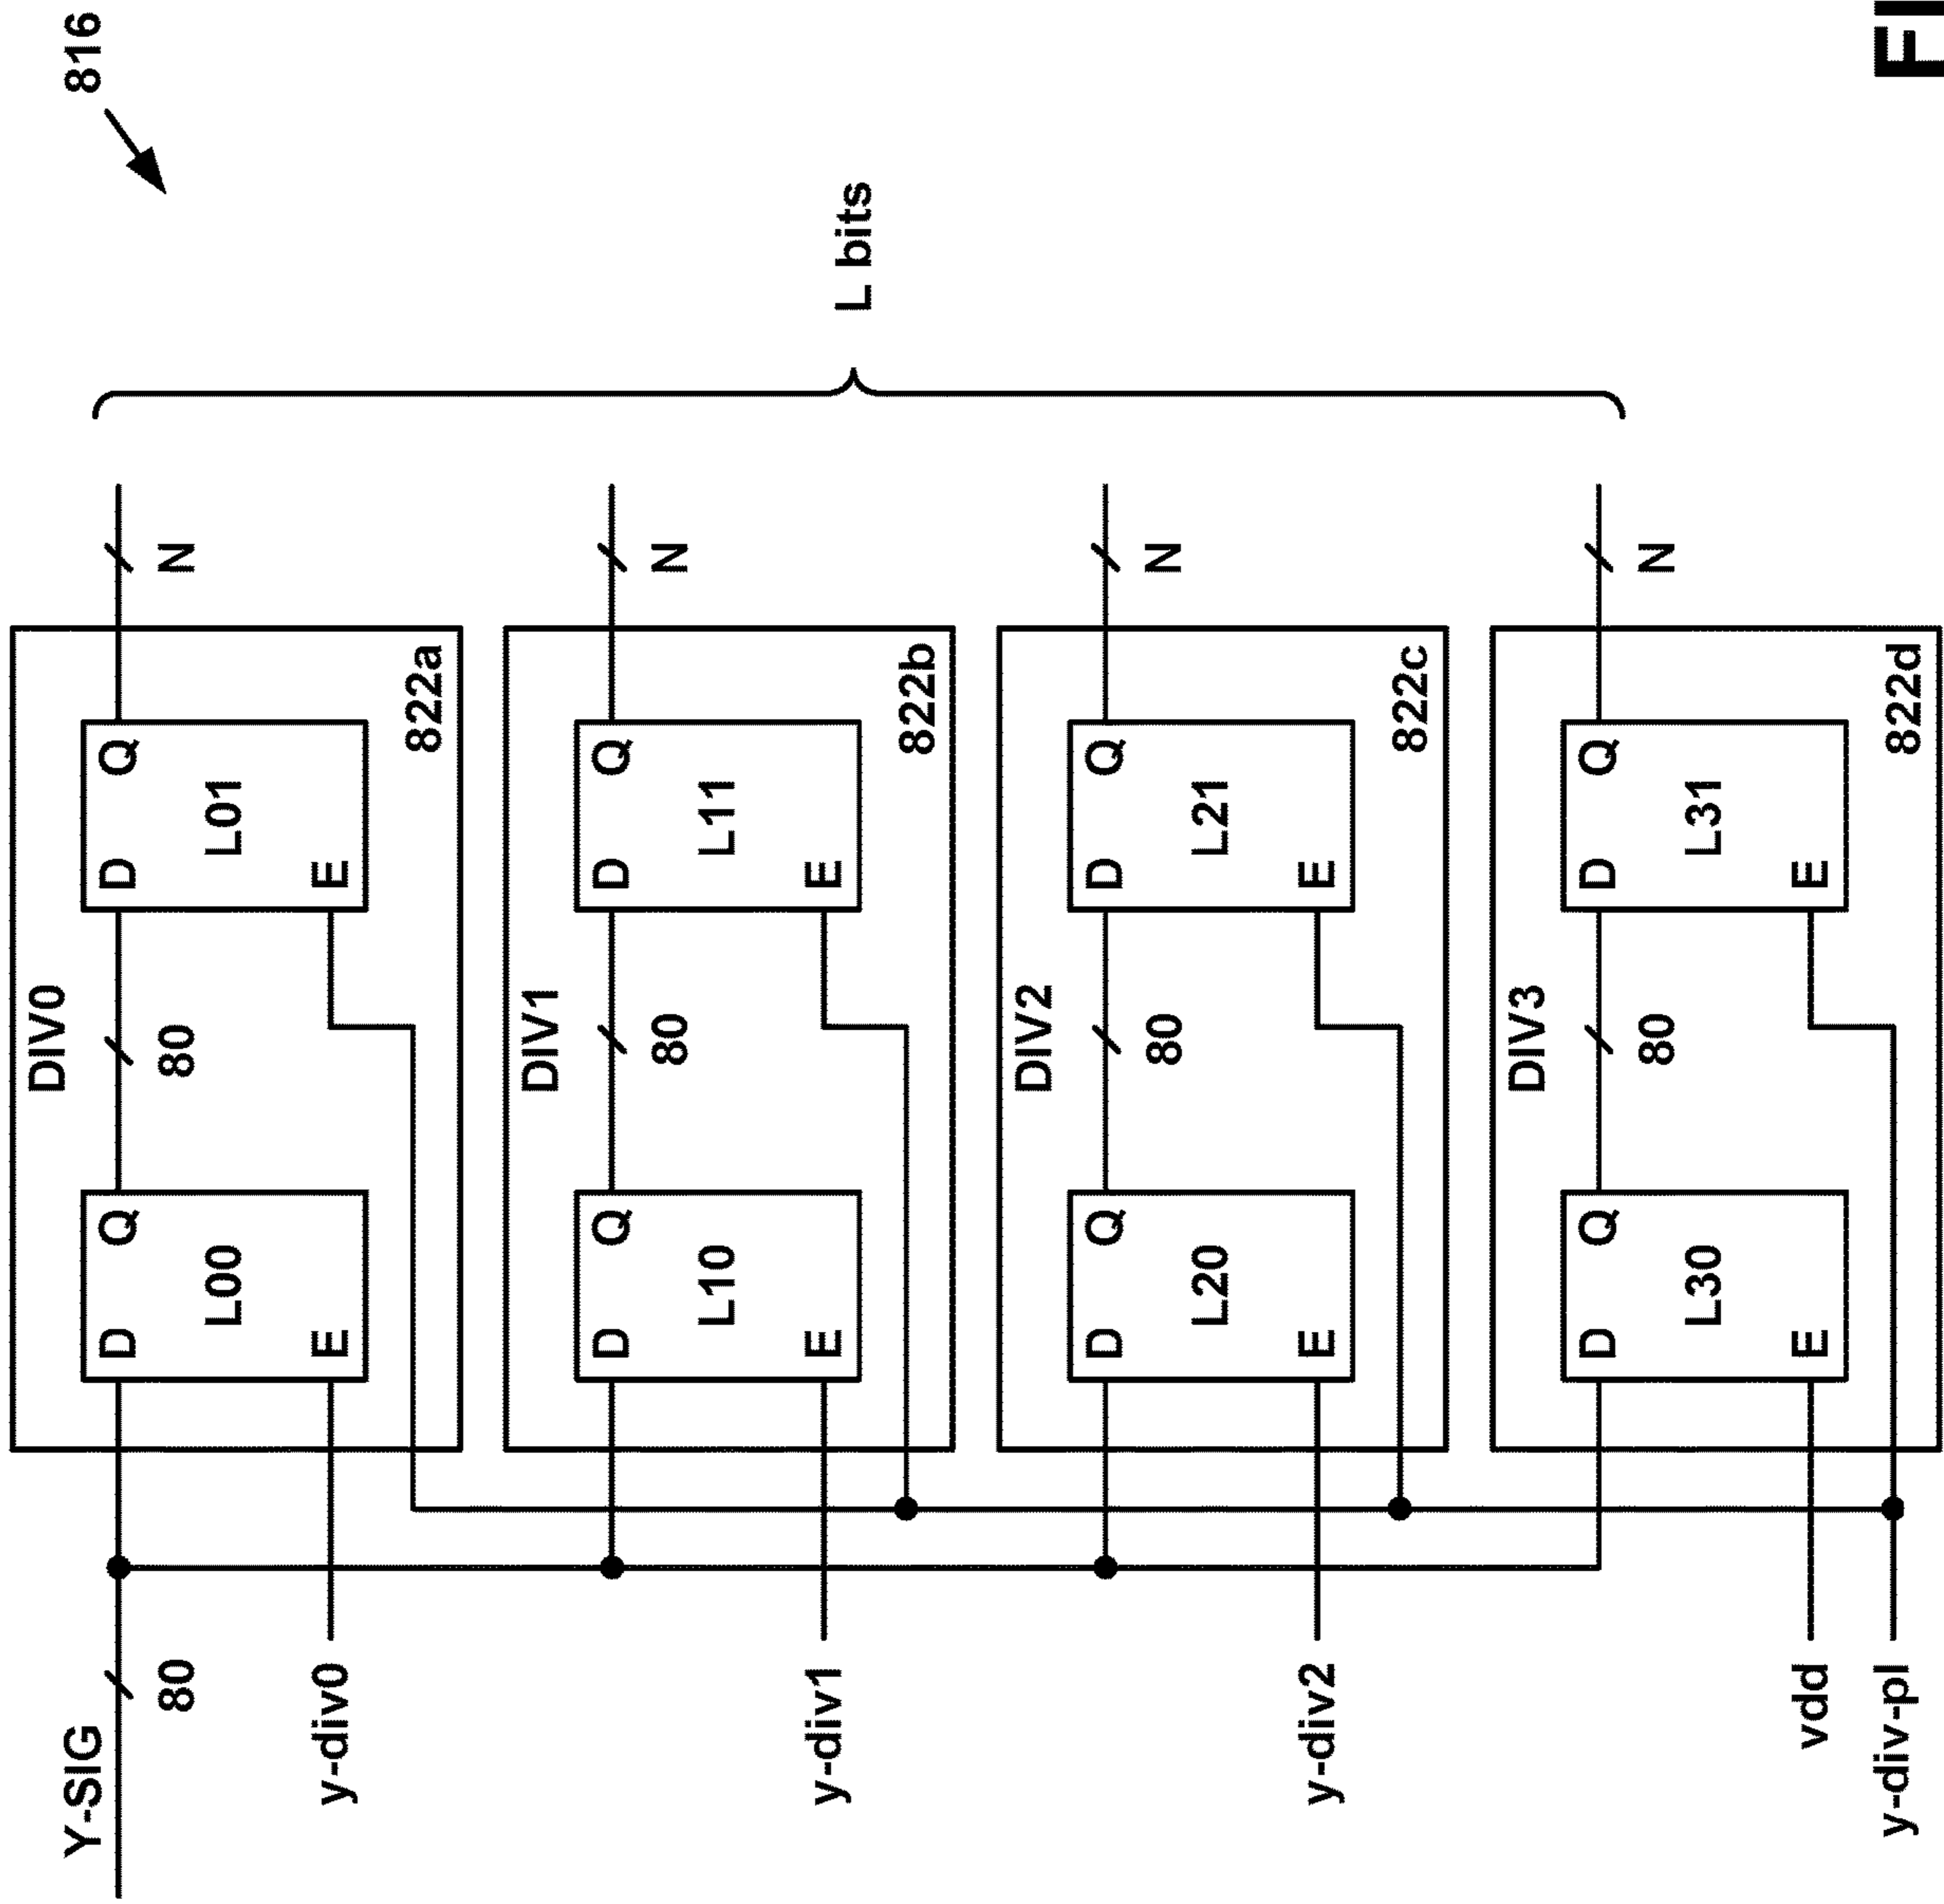 816
Y-SIG
80
DIV0
D
Q
L00
E
80
D
Q
L01
E
822a
N
y-div0
DIV1
D
Q
L10
E
80
D
Q
L11
E
822b
N
y-div1
L bits
DIV2
D
Q
L20
E
80
D
Q
L21
E
822c
N
y-div2
DIV3
D
Q
L30
E
80
D
Q
L31
E
822d
N
vdd
y-div-pl